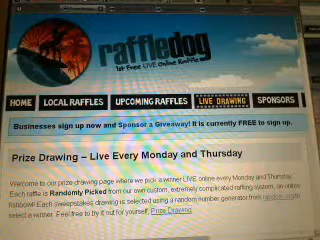 raffledog
1st Free LIVE Online Raffle
HOME LOCAL RAFFLES UPCOMING RAFFLES LIVE DRAWING SPONSORS
Businesses sign up now and Sponsor a Giveaway! It is currently FREE to sign up.
Prize Drawing – Live Every Monday and Thursday
Welcome to our prize drawing page where we pick a winner LIVE online every Monday and Thursday.
Each raffle is Randomly Picked from our own custom, extremely complicated raffling system, an online
fishbowl! Each sweepstakes drawing is selected using a random number generator from random.org to
select a winner. Feel free to try it out for yourself. Prize Drawing